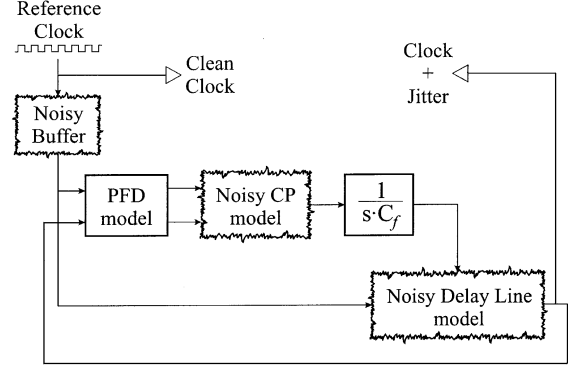 Reference
Clock
Clean
Clock
Clock
+
Jitter
Noisy
Buffer
PFD
model
Noisy CP
model
1
s·C_f
Noisy Delay Line
model